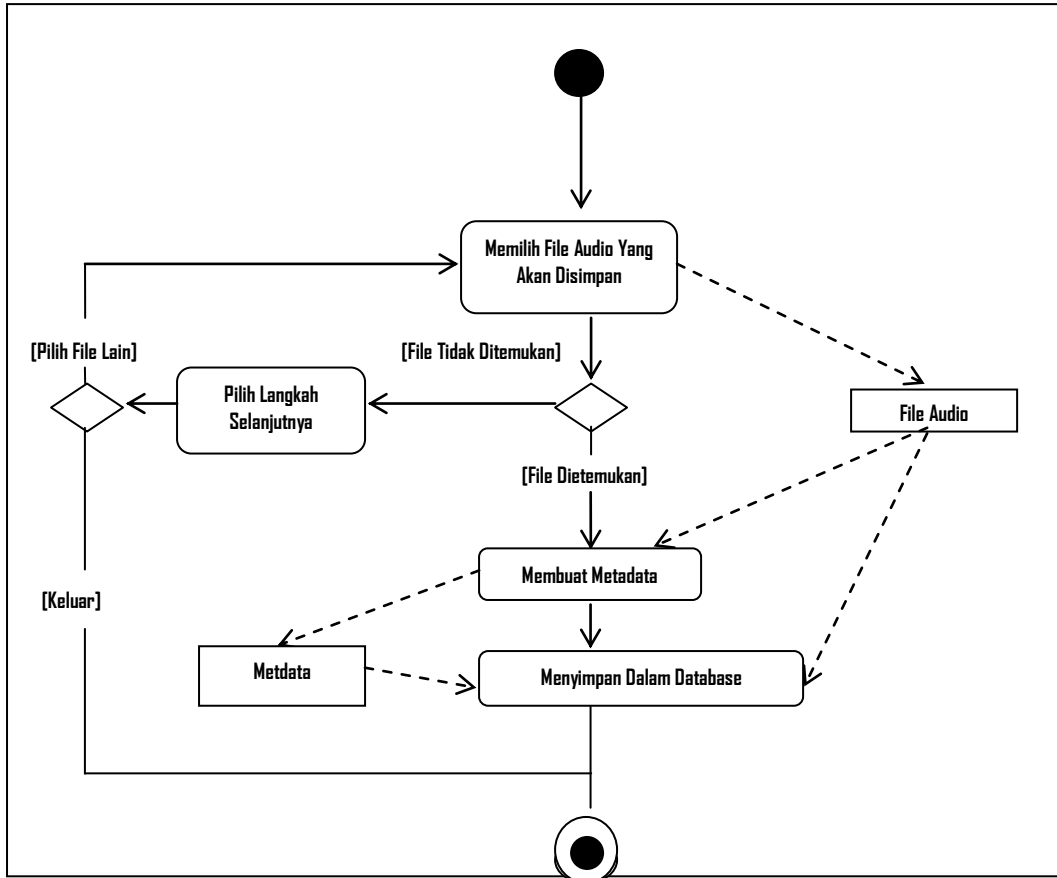 Memilih File Audio Yang
Akan Disimpan
[Pilih File Lain]
[File Tidak Ditemukan]
Pilih Langkah
Selanjutnya
File Audio
[File Dietemukan]
Membuat Metadata
[Keluar]
Metdata
Menyimpan Dalam Database